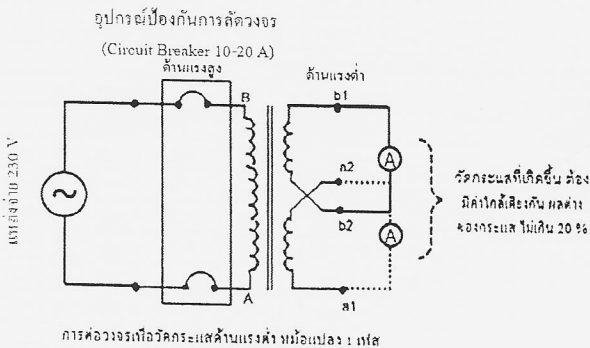 อุปกรณ์ป้องกันการลัดวงจร
(Circuit Breaker 10-20 A)
ด้านแรงสูง
ด้านแรงต่ำ
B
b1
A
a2
b2
A
แหล่งจ่าย 230 V
วัดกระแสที่เกิดขึ้น ต้อง
มีค่าใกล้เคียงกัน ผลต่าง
ของกระแส ไม่เกิน 20 %
A
a1
การต่อวงจรเพื่อวัดกระแสด้านแรงต่ำ หม้อแปลง 1 เฟส